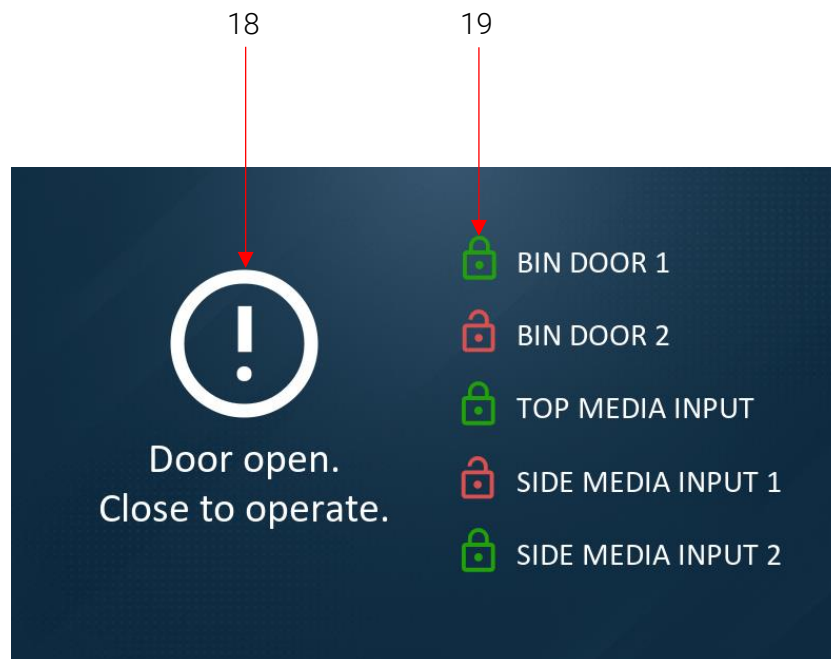 18
19
Door open.
Close to operate.
BIN DOOR 1
BIN DOOR 2
TOP MEDIA INPUT
SIDE MEDIA INPUT 1
SIDE MEDIA INPUT 2